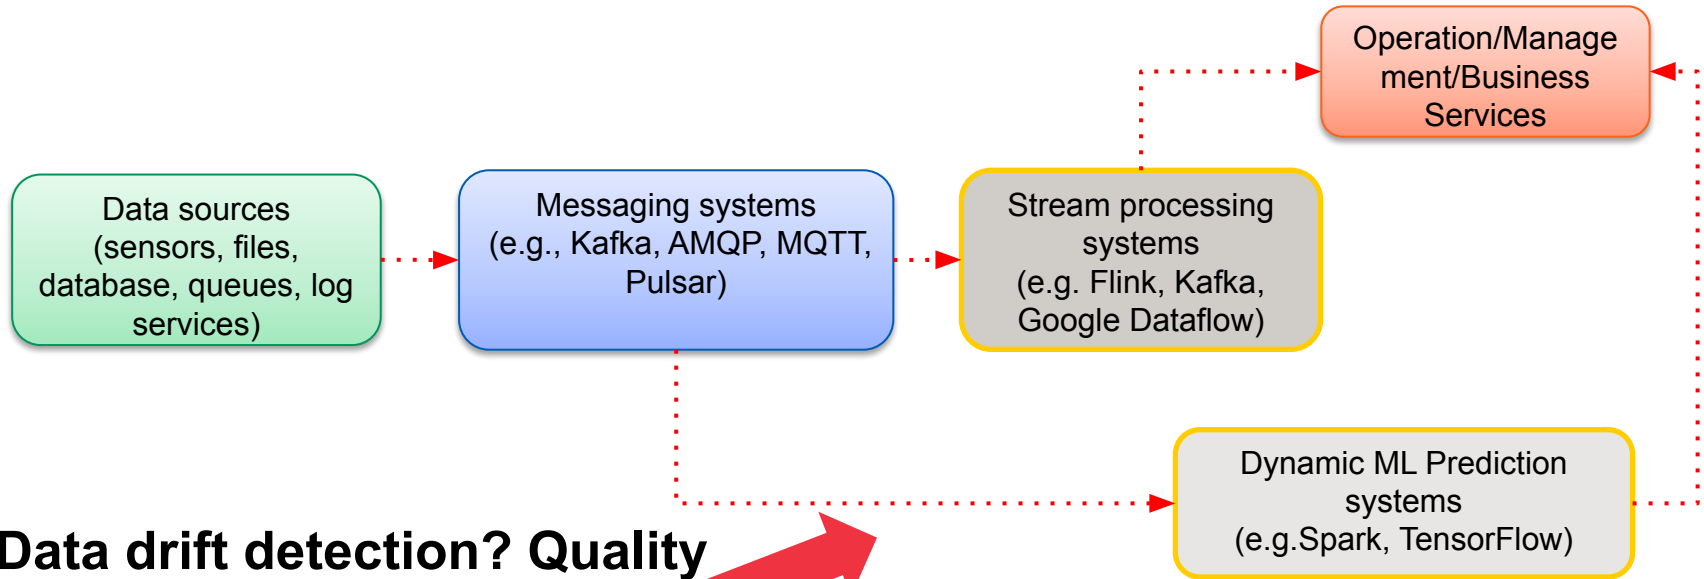 Operation/Manage
ment/Business
Services
Data sources
(sensors, files,
database, queues, log
services)
Messaging systems
(e.g., Kafka, AMQP, MQTT,
Pulsar)
Stream processing
systems
(e.g. Flink, Kafka,
Google Dataflow)
Dynamic ML Prediction
systems
(e.g.Spark, TensorFlow)
Data drift detection? Quality